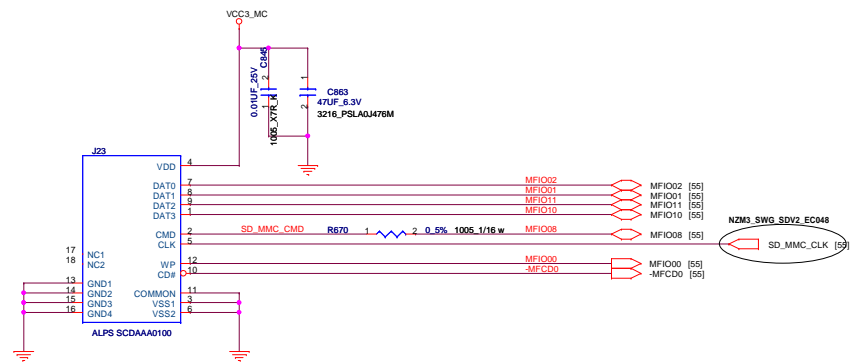 VCC3_MC
C845
0.01UF_25V
2
1
1005_X7R_K
1
C863
47UF_6.3V
2
3216_PSLA0J476M
J23
VDD 4
DAT0 7 MFIO02 MFIO02 [55]
DAT1 8 MFIO01 MFIO01 [55]
DAT2 9 MFIO11 MFIO11 [55]
DAT3 1 MFIO10 MFIO10 [55]
NZM3_SWG_SDV2_EC048
CMD 2 SD_MMC_CMD R670 1 2 0_5% 1005_1/16 w MFIO08 MFIO08 [55]
CLK 5 SD_MMC_CLK [55]
17 NC1
18 NC2
WP 12 MFIO00 MFIO00 [55]
CD# 10 -MFCD0 -MFCD0 [55]
13 GND1
14 GND2 COMMON 11
15 GND3 VSS1 3
16 GND4 VSS2 6
ALPS SCDAAA0100